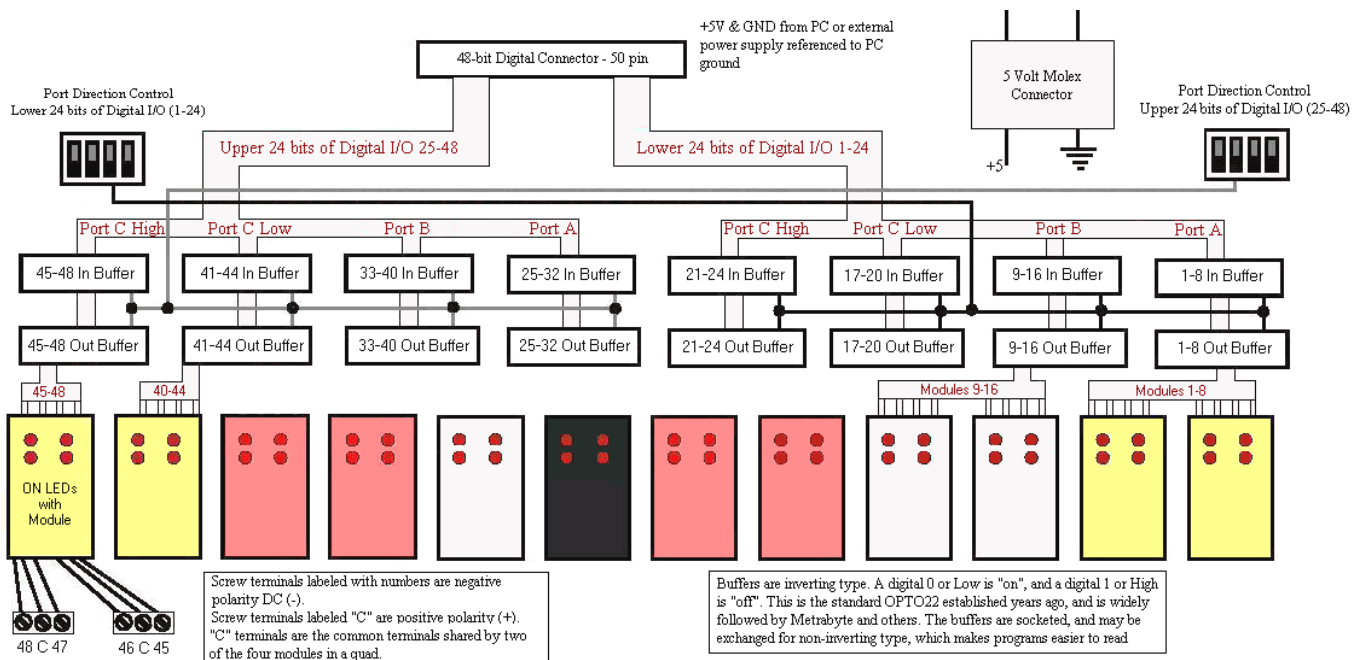 +5V & GND from PC or external
power supply referenced to PC
ground
48-bit Digital Connector - 50 pin
5 Volt Molex
Connector
Port Direction Control
Lower 24 bits of Digital I/O (1-24)
Port Direction Control
Upper 24 bits of Digital I/O (25-48)
Upper 24 bits of Digital I/O 25-48
Lower 24 bits of Digital I/O 1-24
+5
Port C High
Port C Low
Port B
Port A
Port C High
Port C Low
Port B
Port A
45-48 In Buffer
41-44 In Buffer
33-40 In Buffer
25-32 In Buffer
21-24 In Buffer
17-20 In Buffer
9-16 In Buffer
1-8 In Buffer
45-48 Out Buffer
41-44 Out Buffer
33-40 Out Buffer
25-32 Out Buffer
21-24 Out Buffer
17-20 Out Buffer
9-16 Out Buffer
1-8 Out Buffer
45-48
40-44
Modules 9-16
Modules 1-8
ON LEDs
with
Module
48 C 47
46 C 45
Screw terminals labeled with numbers are negative
polarity DC (-).
Screw terminals labeled "C" are positive polarity (+).
"C" terminals are the common terminals shared by two
of the four modules in a quad.
Buffers are inverting type. A digital 0 or Low is "on", and a digital 1 or High
is "off". This is the standard OPTO22 established years ago, and is widely
followed by Metrabyte and others. The buffers are socketed, and may be
exchanged for non-inverting type, which makes programs easier to read